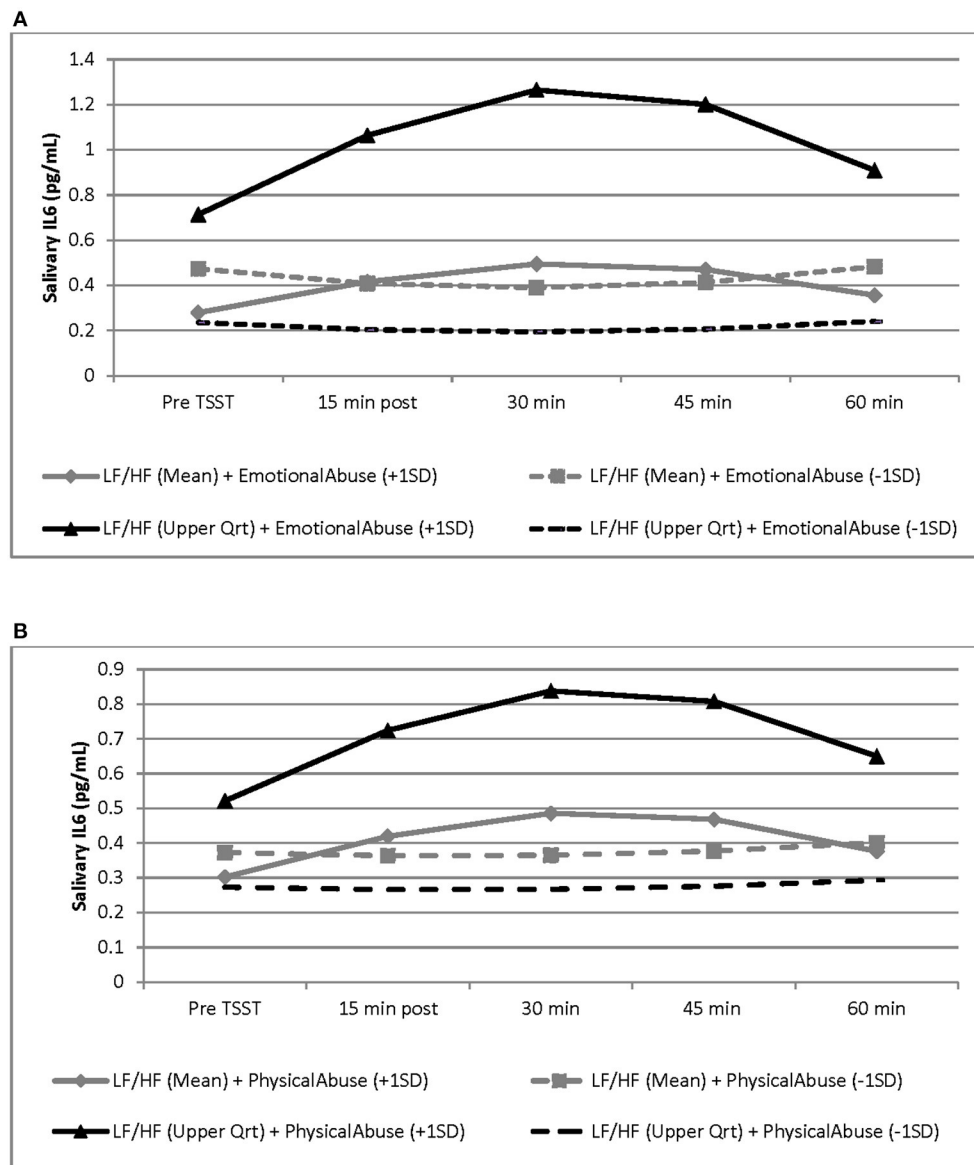 A
1.4
1.2
1
0.8
0.6
0.4
0.2
0
Salivary IL6 (pg/mL)
Pre TSST 15 min post 30 min 45 min 60 min
LF/HF (Mean) + EmotionalAbuse (+1SD) LF/HF (Mean) + EmotionalAbuse (-1SD)
LF/HF (Upper Qrt) + EmotionalAbuse (+1SD) LF/HF (Upper Qrt) + EmotionalAbuse (-1SD)
B
0.9
0.8
0.7
0.6
0.5
0.4
0.3
0.2
0.1
0
Salivary IL6 (pg/mL)
Pre TSST 15 min post 30 min 45 min 60 min
LF/HF (Mean) + PhysicalAbuse (+1SD) LF/HF (Mean) + PhysicalAbuse (-1SD)
LF/HF (Upper Qrt) + PhysicalAbuse (+1SD) LF/HF (Upper Qrt) + PhysicalAbuse (-1SD)